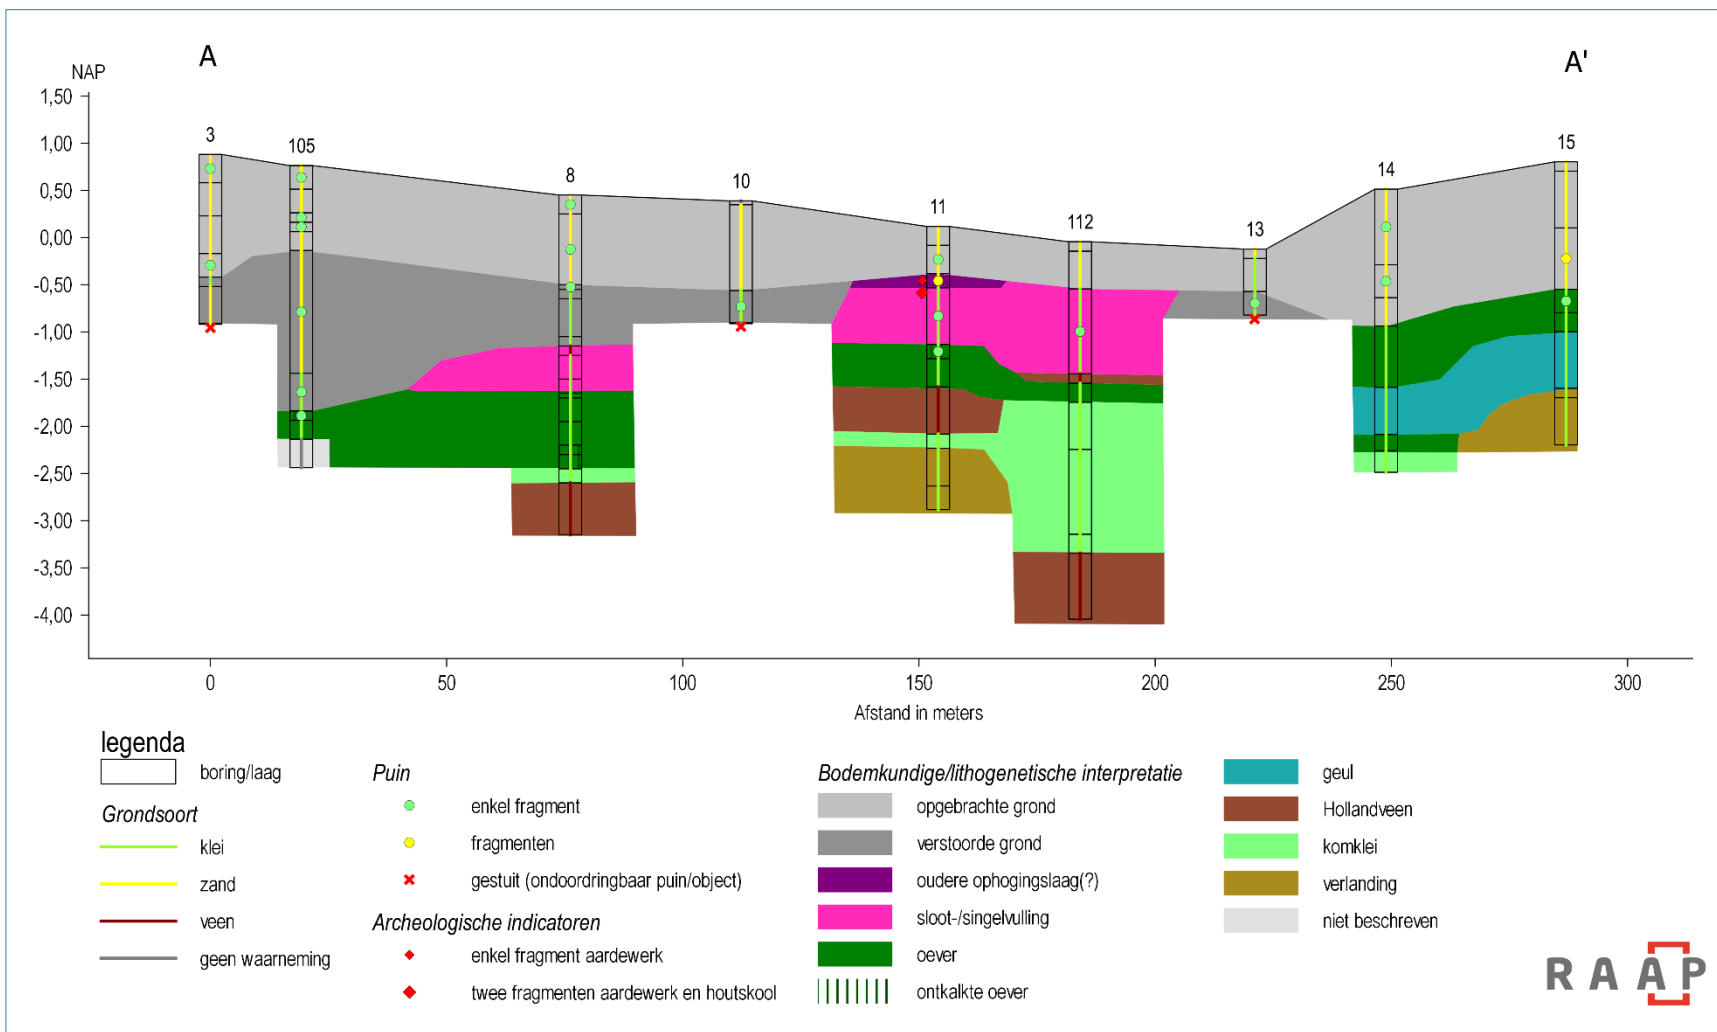 A
A'
NAP
1,50
1,00
0,50
0,00
-0,50
-1,00
-1,50
-2,00
-2,50
-3,00
-3,50
-4,00
3
105
8
10
11
112
13
14
15
0
50
100
150
200
250
300
Afstand in meters
legenda
boring/laag
Grondsoort
klei
zand
veen
geen waarneming
Puin
enkel fragment
fragmenten
gestuit (ondoordringbaar puin/object)
Archeologische indicatoren
enkel fragment aardewerk
twee fragmenten aardewerk en houtskool
Bodemkundige/lithogenetische interpretatie
opgebrachte grond
verstoorde grond
oudere ophogingslaag(?)
sloot-/singelvulling
oever
ontkalkte oever
geul
Hollandveen
komklei
verlanding
niet beschreven
RAAP